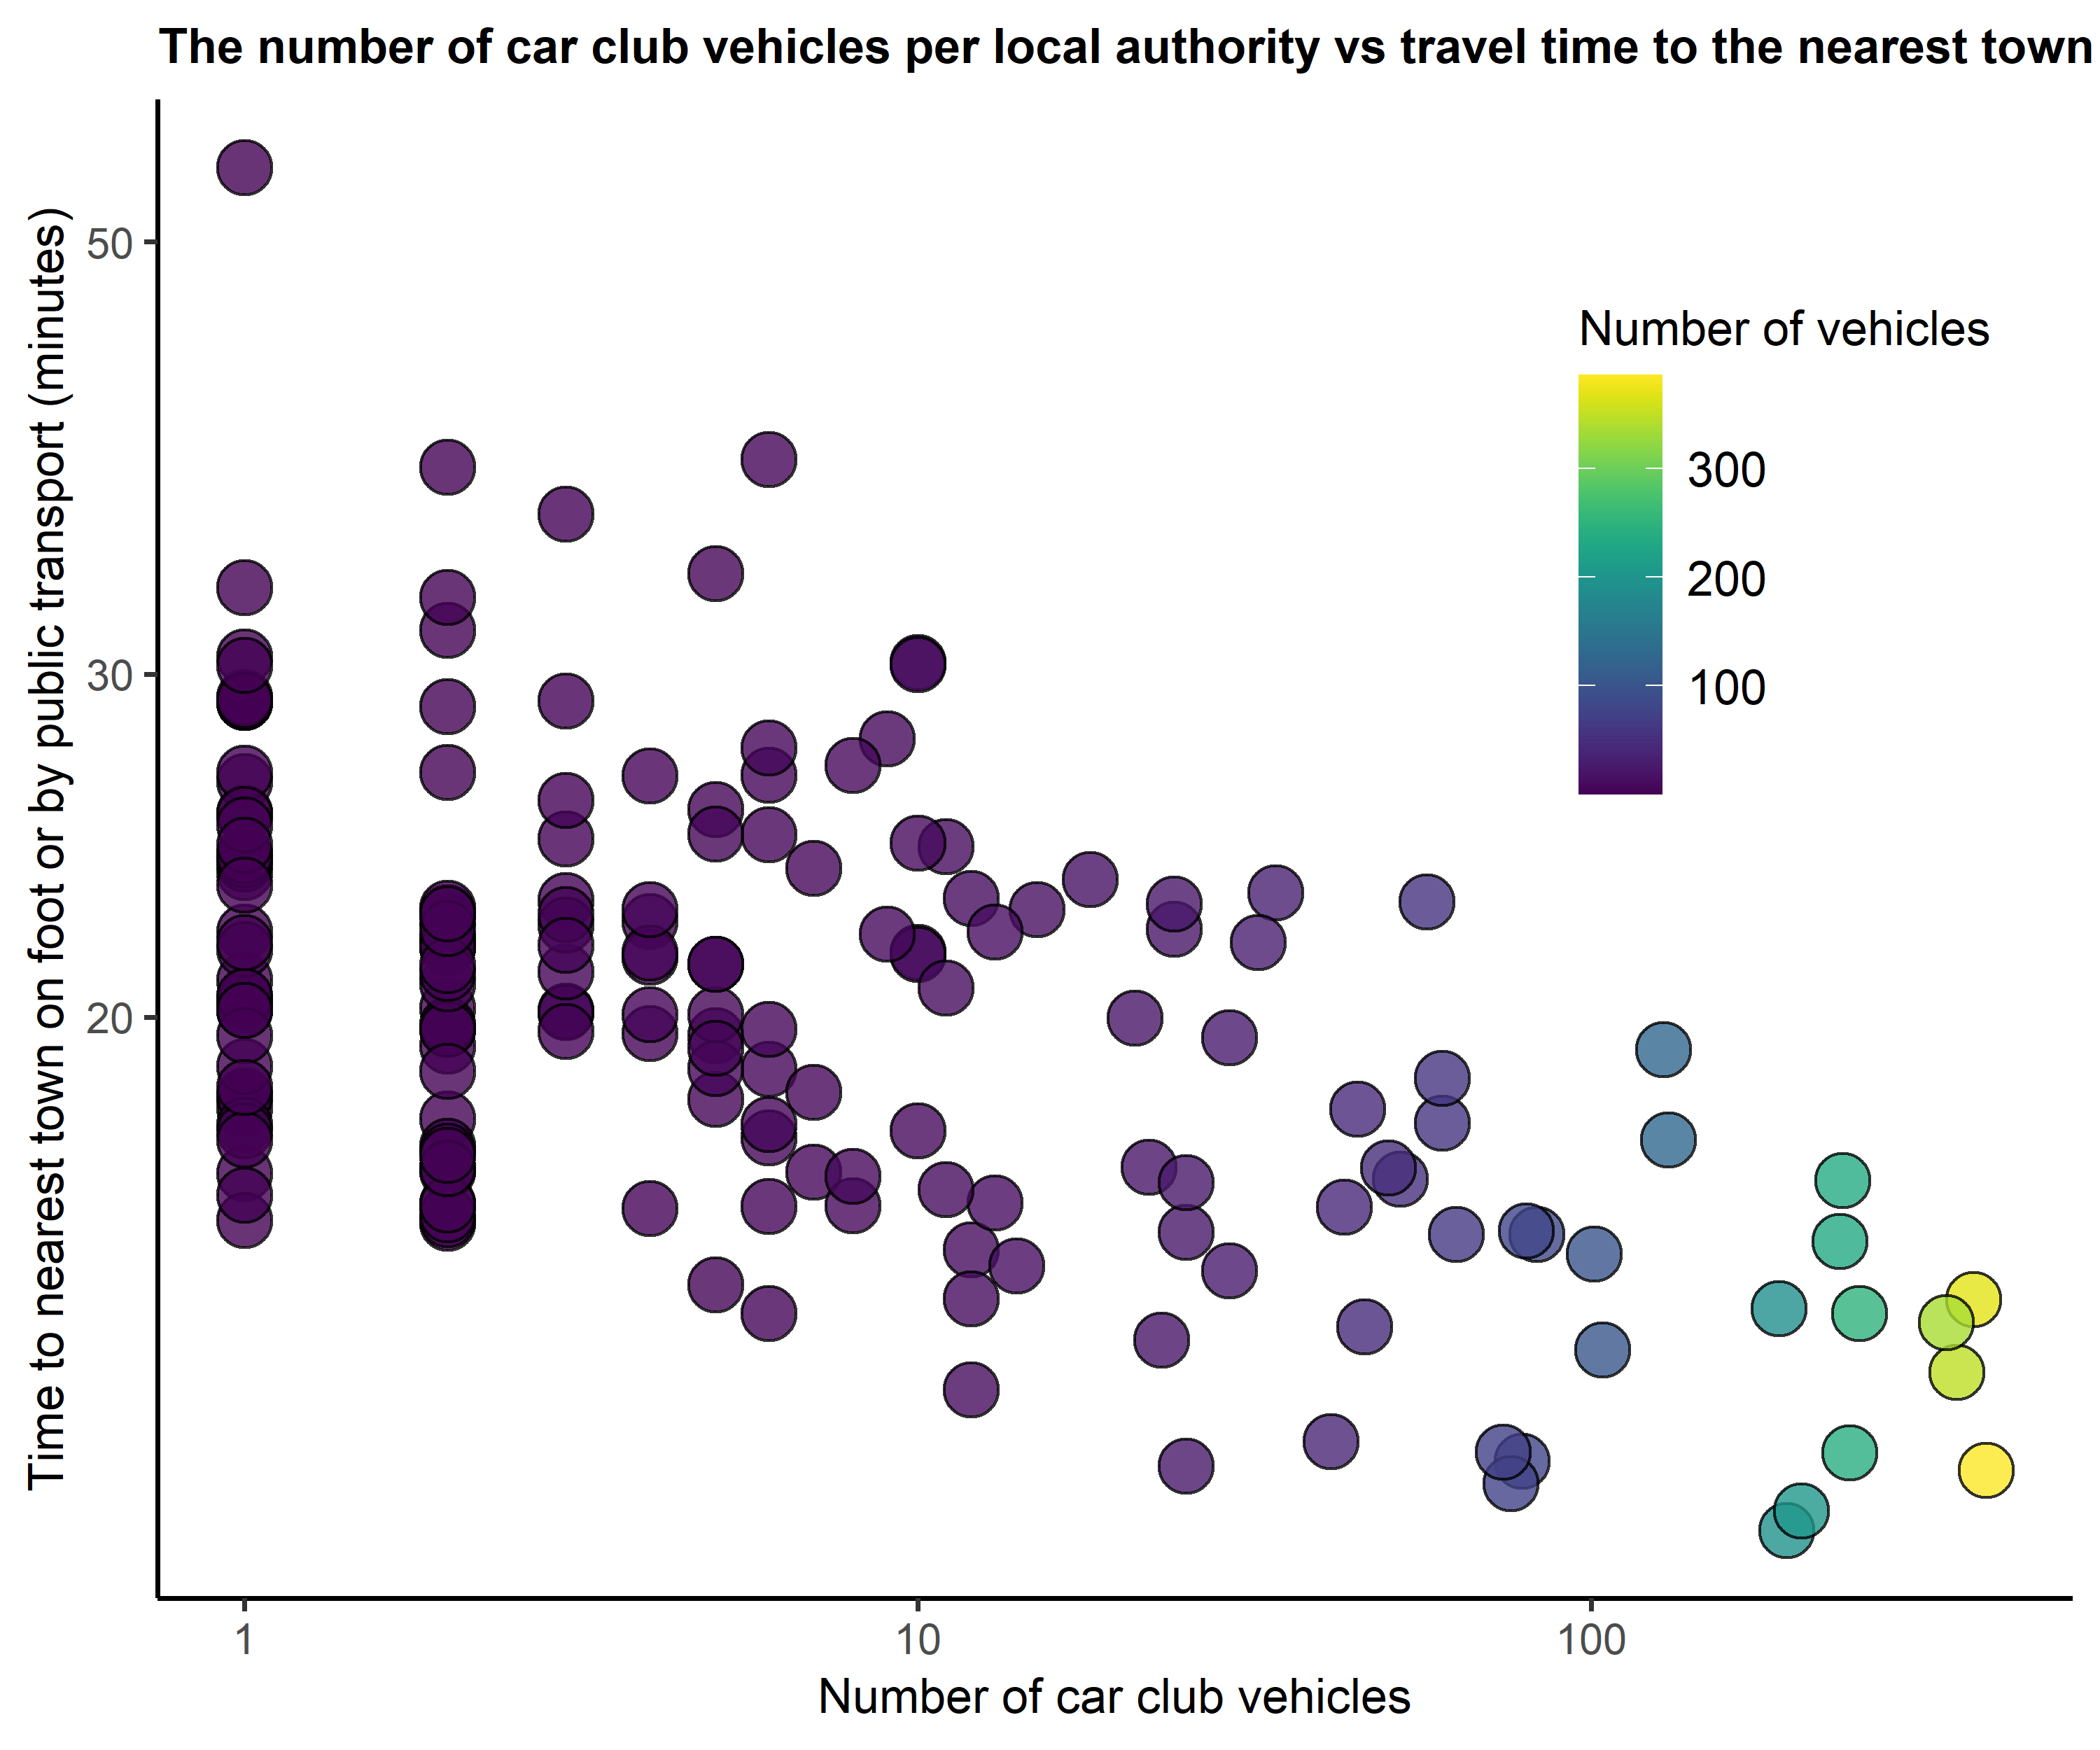 The number of car club vehicles per local authority vs travel time to the nearest town
Time to nearest town on foot or by public transport (minutes)
50
30
20
Number of vehicles
300
200
100
1
10
100
Number of car club vehicles